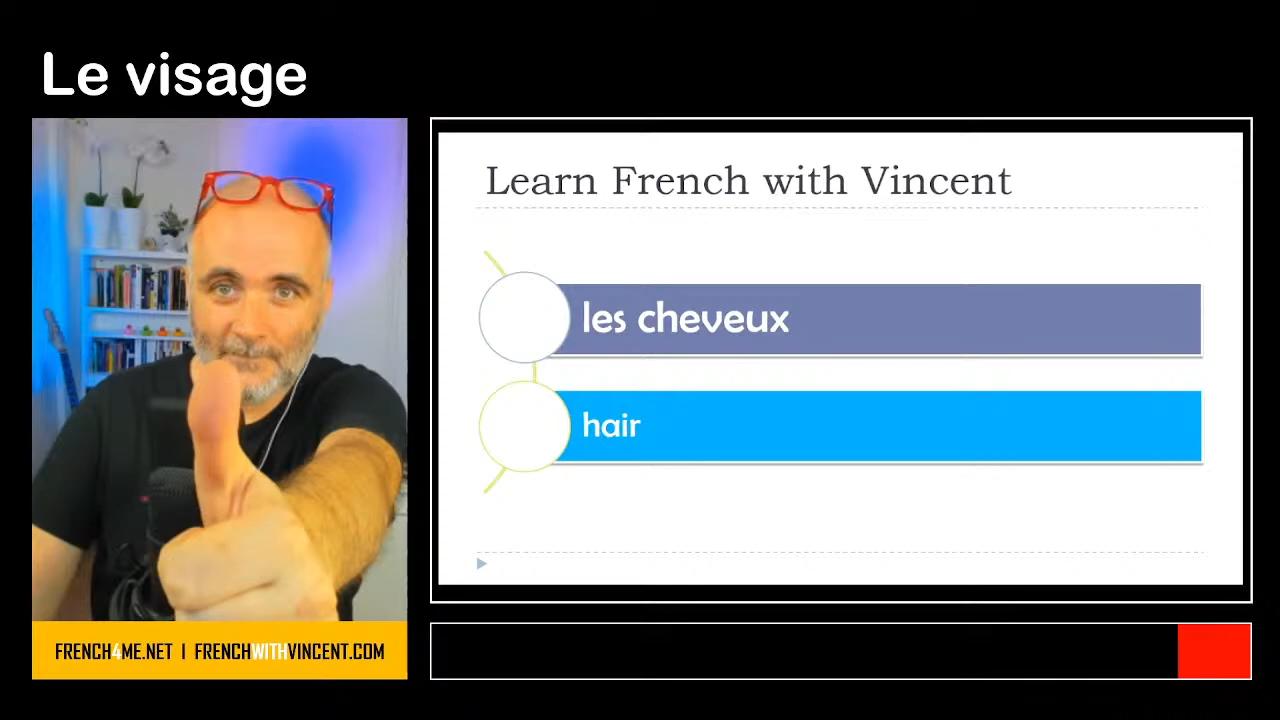 Le visage
Learn French with Vincent
les cheveux
hair
FRENCH4ME.NET | FRENCHWITHVINCENT.COM